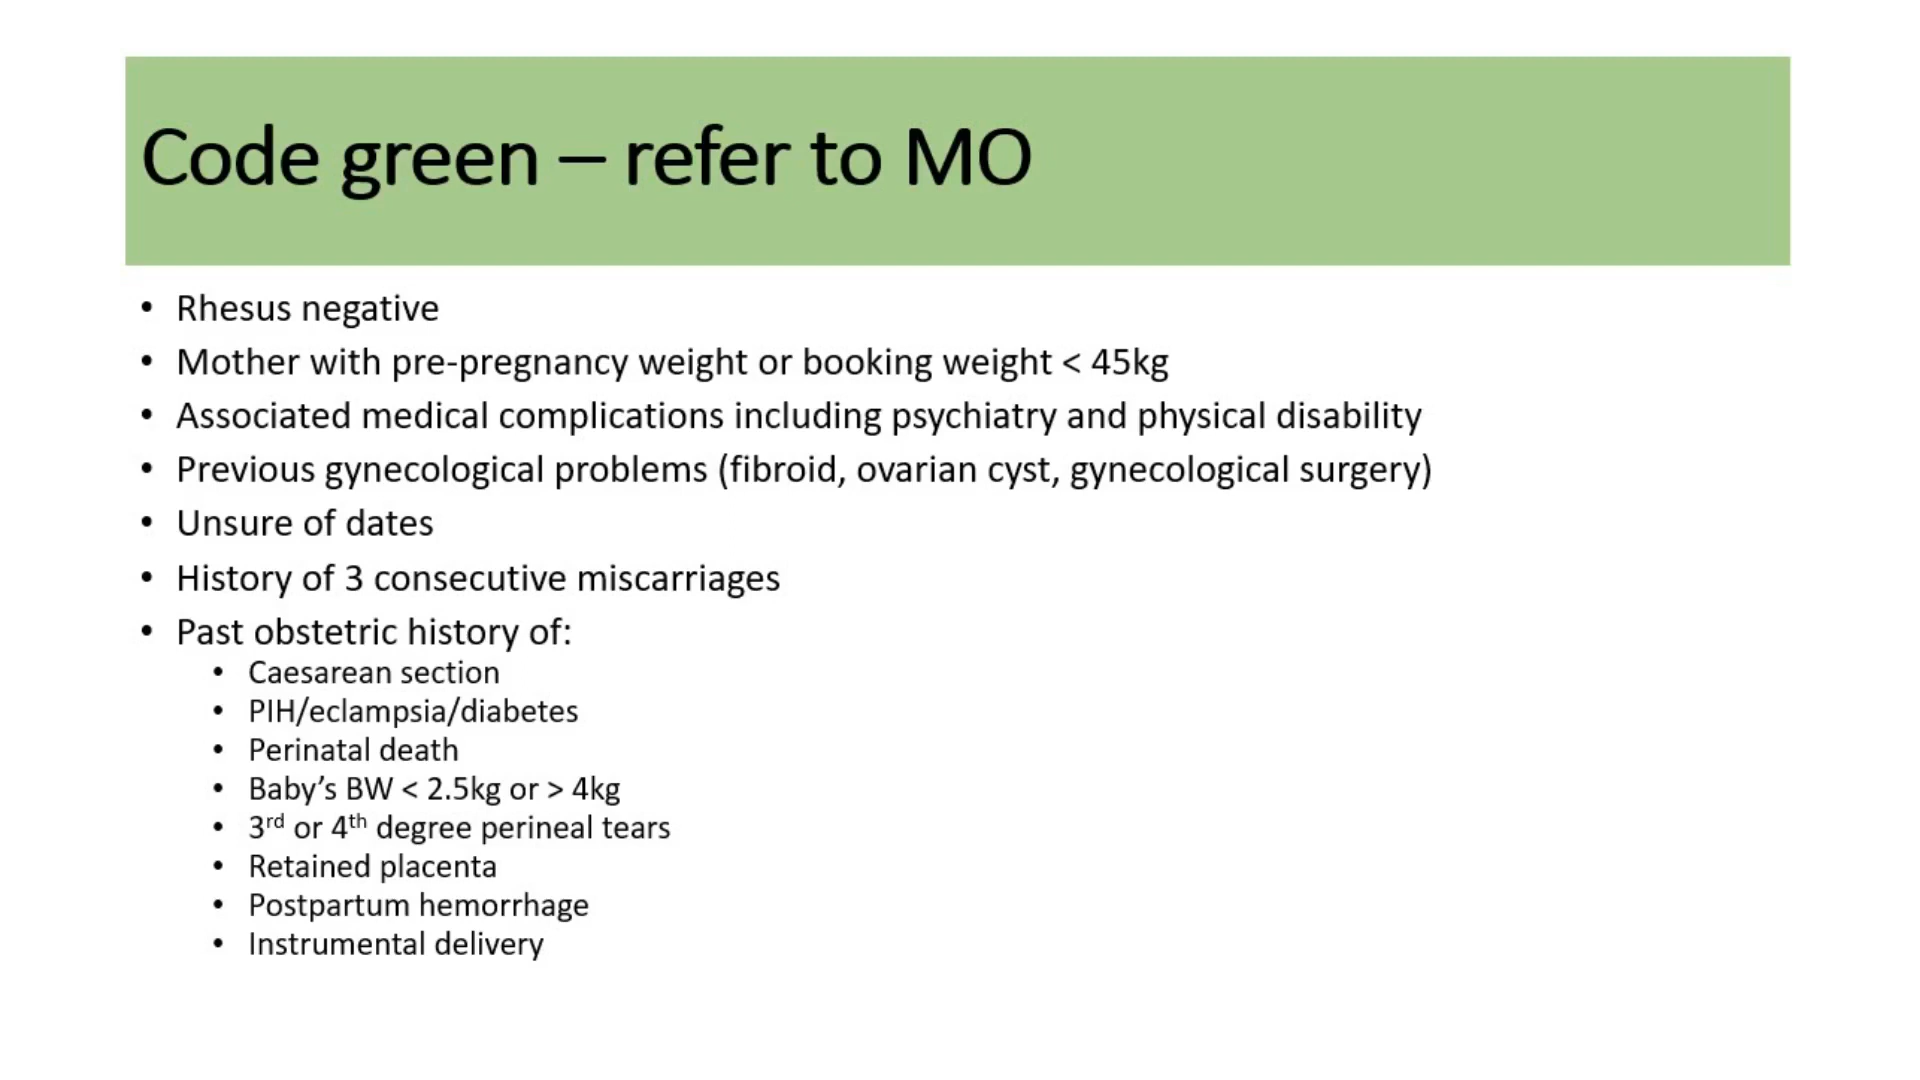 Code green – refer to MO
• Rhesus negative
• Mother with pre-pregnancy weight or booking weight < 45kg
• Associated medical complications including psychiatry and physical disability
• Previous gynecological problems (fibroid, ovarian cyst, gynecological surgery)
• Unsure of dates
• History of 3 consecutive miscarriages
• Past obstetric history of:
• Caesarean section
• PIH/eclampsia/diabetes
• Perinatal death
• Baby’s BW < 2.5kg or > 4kg
• 3rd or 4th degree perineal tears
• Retained placenta
• Postpartum hemorrhage
• Instrumental delivery